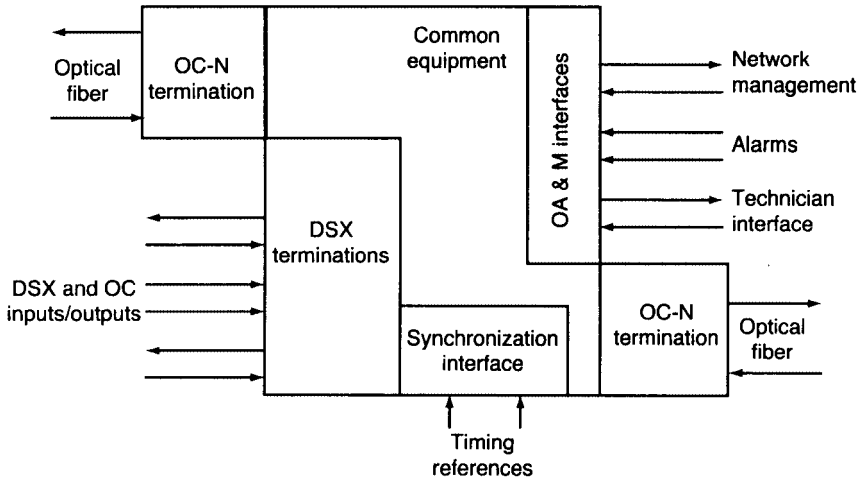 Optical
fiber
OC-N
termination
Common
equipment
OA & M interfaces
Network
management
Alarms
Technician
interface
DSX
terminations
DSX and OC
inputs/outputs
Synchronization
interface
OC-N
termination
Optical
fiber
Timing
references